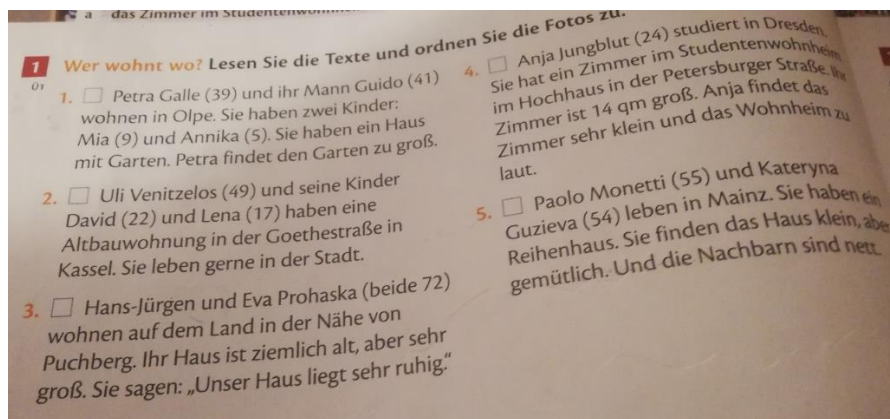 a das Zimmer im
1 Wer wohnt wo? Lesen Sie die Texte und ordnen Sie die Fotos zu.
Ü1
1. Petra Galle (39) und ihr Mann Guido (41)
wohnen in Olpe. Sie haben zwei Kinder:
Mia (9) und Annika (5). Sie haben ein Haus
mit Garten. Petra findet den Garten zu groß.
2. Uli Venitzelos (49) und seine Kinder
David (22) und Lena (17) haben eine
Altbauwohnung in der Goethestraße in
Kassel. Sie leben gerne in der Stadt.
3. Hans-Jürgen und Eva Prohaska (beide 72)
wohnen auf dem Land in der Nähe von
Puchberg. Ihr Haus ist ziemlich alt, aber sehr
groß. Sie sagen: „Unser Haus liegt sehr ruhig.“
4. Anja Jungblut (24) studiert in Dresden.
Sie hat ein Zimmer im Studentenwohnheim
im Hochhaus in der Petersburger Straße. Ihr
Zimmer ist 14 qm groß. Anja findet das
Zimmer sehr klein und das Wohnheim zu
laut.
5. Paolo Monetti (55) und Kateryna
Guzieva (54) leben in Mainz. Sie haben ein
Reihenhaus. Sie finden das Haus klein, aber
gemütlich. Und die Nachbarn sind nett.